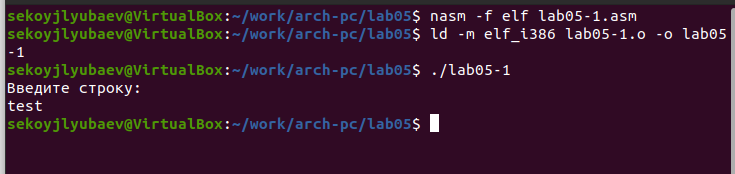 sekoyjlyubaev@VirtualBox:~/work/arch-pc/lab05$ nasm -f elf lab05-1.asm
sekoyjlyubaev@VirtualBox:~/work/arch-pc/lab05$ ld -m elf_i386 lab05-1.o -o lab05
-1
sekoyjlyubaev@VirtualBox:~/work/arch-pc/lab05$ ./lab05-1
Введите строку:
test
sekoyjlyubaev@VirtualBox:~/work/arch-pc/lab05$